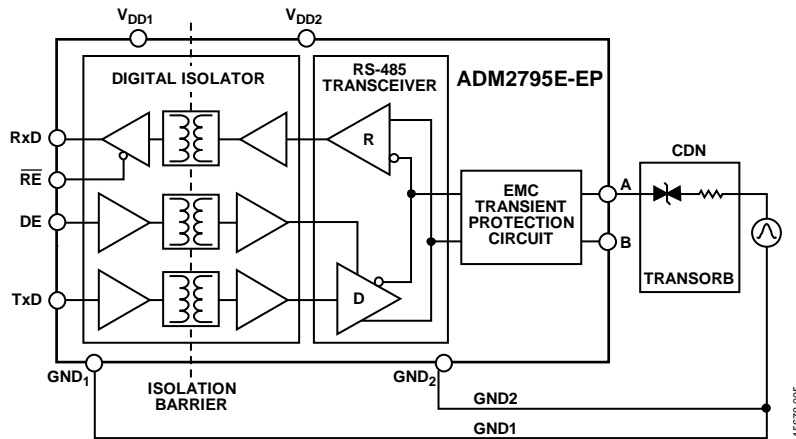 VDD1
VDD2
DIGITAL ISOLATOR
RS-485
TRANSCEIVER
ADM2795E-EP
RxD
RE
DE
TxD
R
D
EMC
TRANSIENT
PROTECTION
CIRCUIT
A
B
CDN
TRANSORB
GND1
ISOLATION
BARRIER
GND2
GND2
GND1